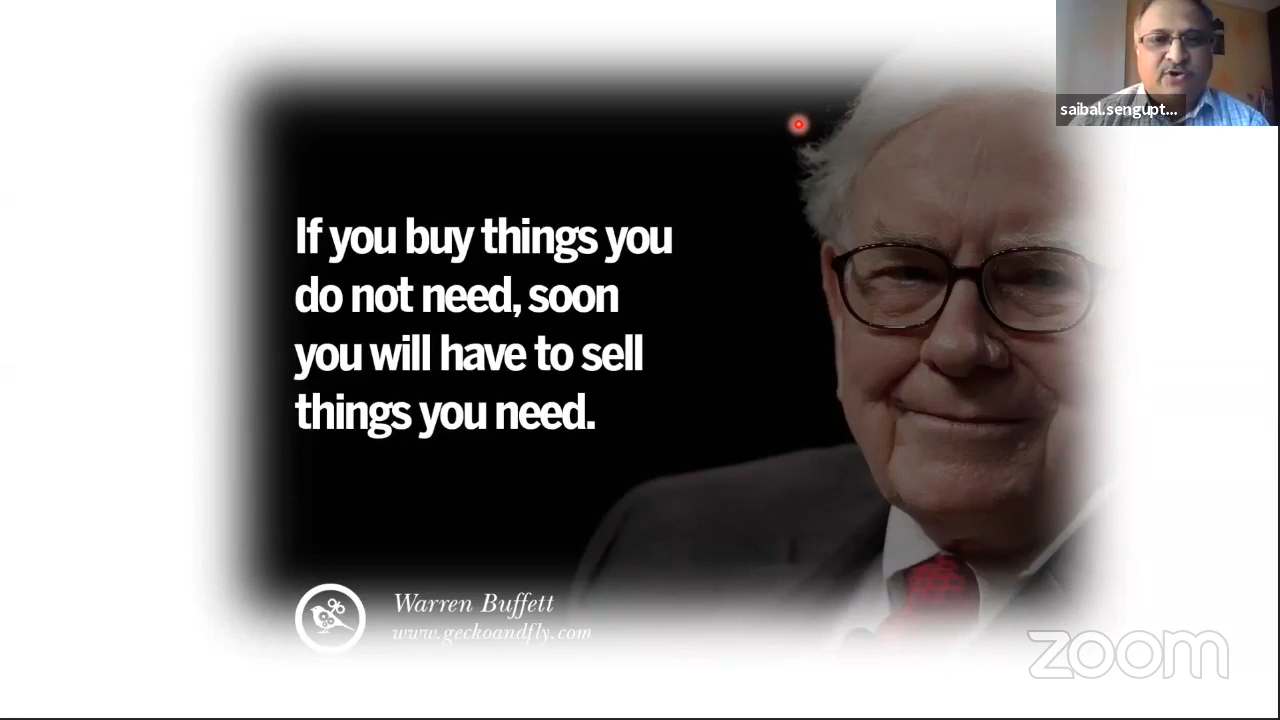 saibal.sengupt...
If you buy things you
do not need, soon
you will have to sell
things you need.
Warren Buffett
www.geckoandfly.com
zoom